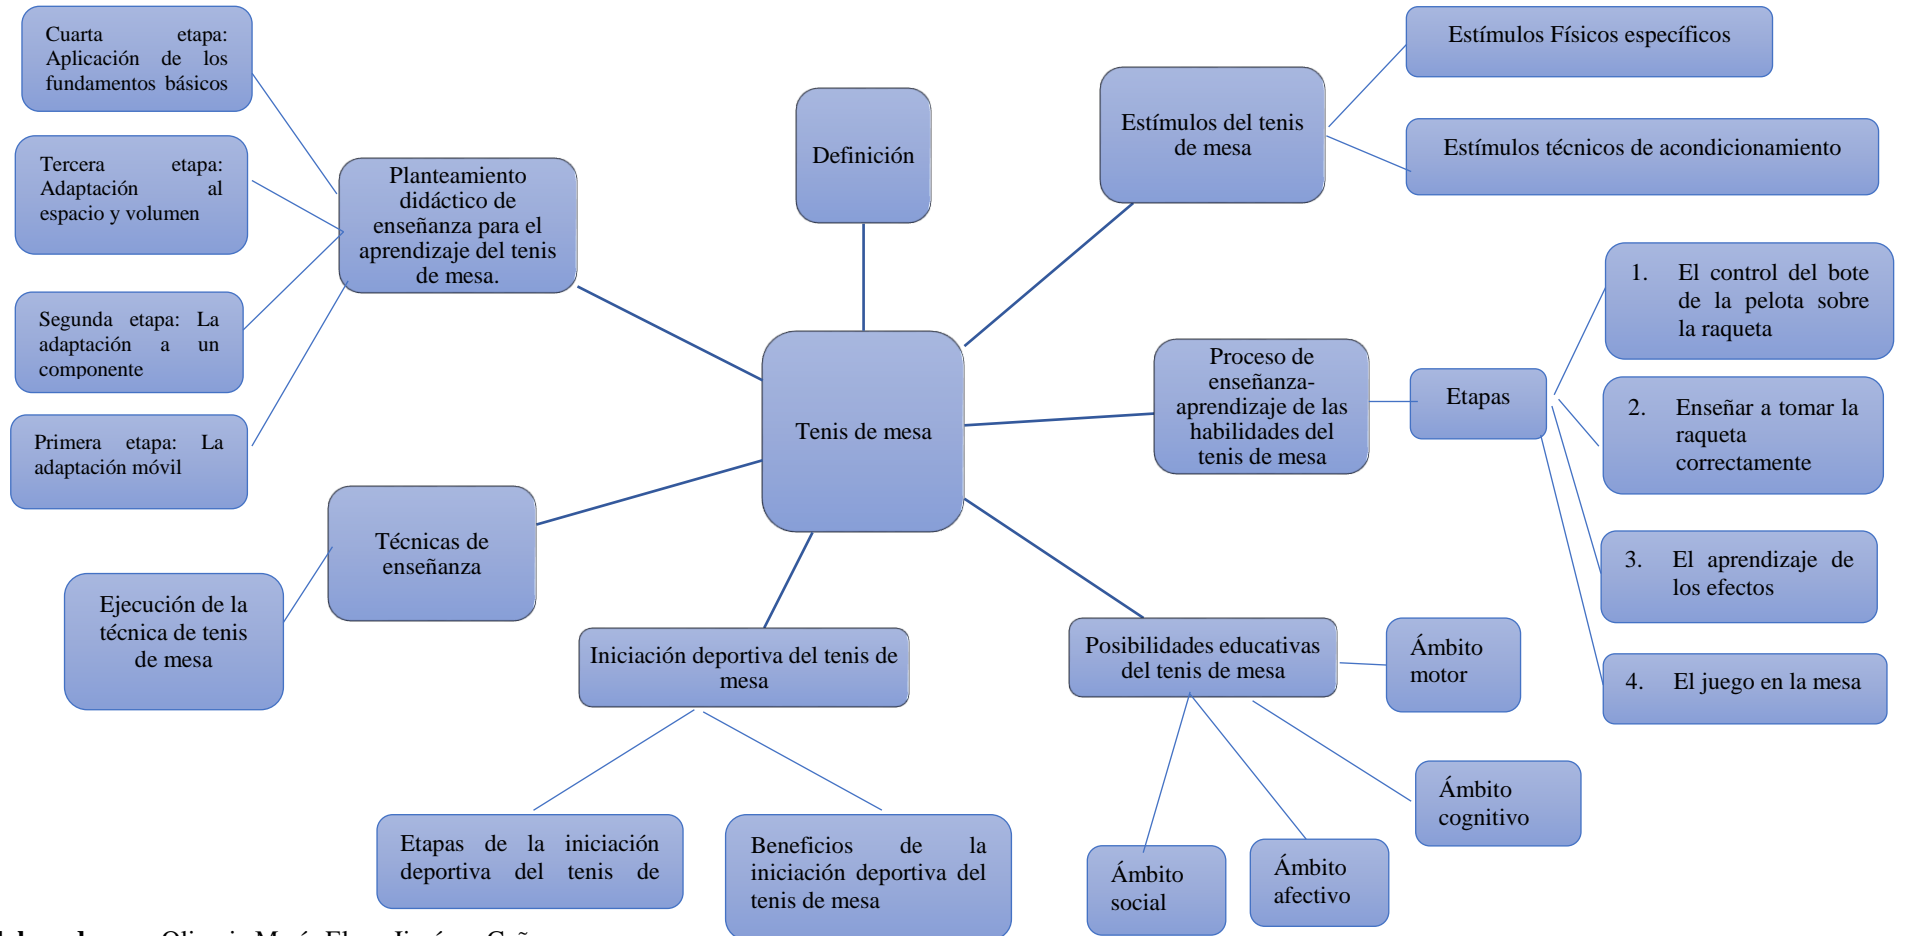 Cuarta etapa:
Aplicación de los
fundamentos básicos
Tercera etapa:
Adaptación al
espacio y volumen
Segunda etapa: La
adaptación a un
componente
Primera etapa: La
adaptación móvil
Planteamiento
didáctico de
enseñanza para el
aprendizaje del tenis
de mesa.
Definición
Estímulos del tenis
de mesa
Estímulos Físicos específicos
Estímulos técnicos de acondicionamiento
Tenis de mesa
Proceso de
enseñanza-
aprendizaje de las
habilidades del
tenis de mesa
Etapas
1. El control del bote
de la pelota sobre
la raqueta
2. Enseñar a tomar la
raqueta
correctamente
3. El aprendizaje de
los efectos
4. El juego en la mesa
Técnicas de
enseñanza
Ejecución de la
técnica de tenis
de mesa
Iniciación deportiva del tenis de
mesa
Etapas de la iniciación
deportiva del tenis de
Beneficios de la
iniciación deportiva del
tenis de mesa
Posibilidades educativas
del tenis de mesa
Ámbito
motor
Ámbito
cognitivo
Ámbito
afectivo
Ámbito
social